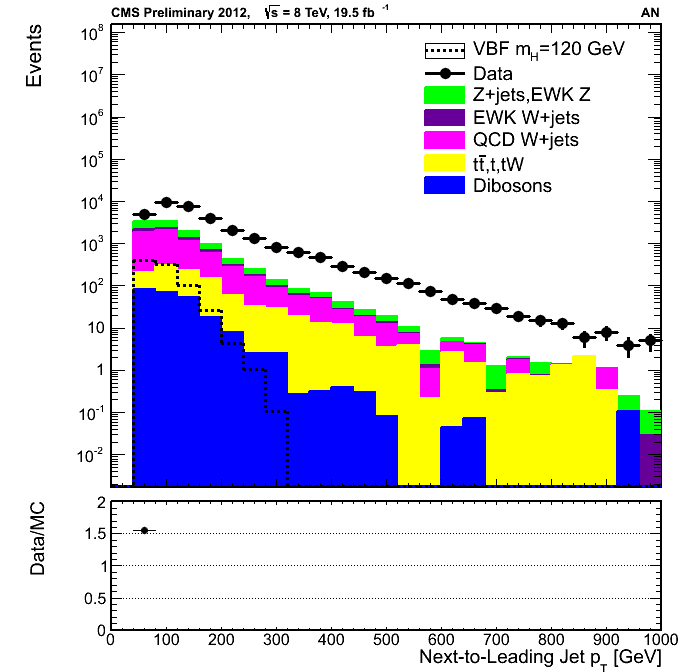 CMS Preliminary 2012, √s = 8 TeV, 19.5 fb⁻¹ AN
Events
10⁸
10⁷
10⁶
10⁵
10⁴
10³
10²
10
1
10⁻¹
10⁻²
VBF m_H=120 GeV
Data
Z+jets,EWK Z
EWK W+jets
QCD W+jets
tt̄,t,tW
Dibosons
Data/MC
2
1.5
1
0.5
0
0 100 200 300 400 500 600 700 800 900 1000
Next-to-Leading Jet p_T [GeV]